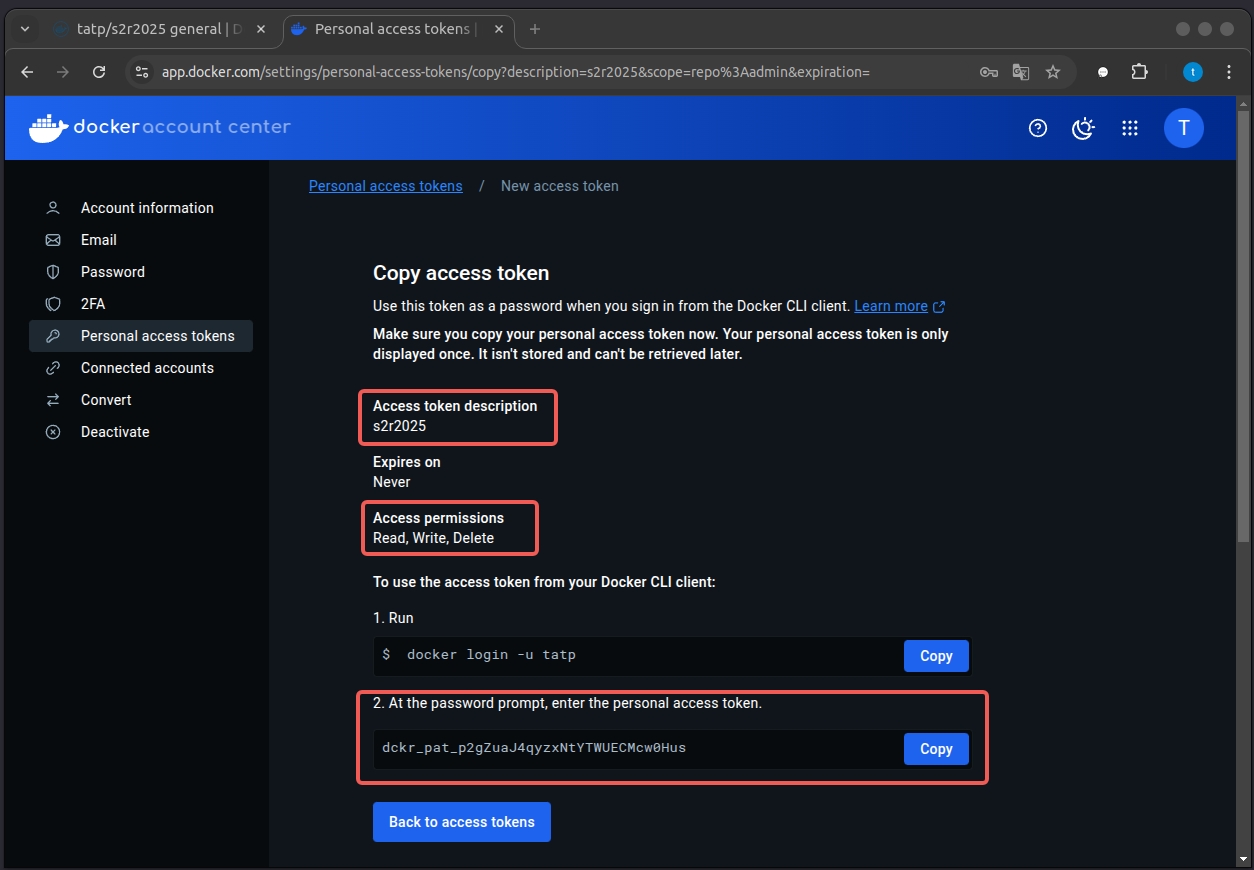 tatp/s2r2025 general | D
Personal access tokens |
app.docker.com/settings/personal-access-tokens/copy?description=s2r2025&scope=repo%3Aadmin&expiration=
t
docker account center
T
Personal access tokens / New access token
Account information
Email
Password
2FA
Personal access tokens
Connected accounts
Convert
Deactivate
Copy access token
Use this token as a password when you sign in from the Docker CLI client. Learn more
Make sure you copy your personal access token now. Your personal access token is only
displayed once. It isn't stored and can't be retrieved later.
Access token description
s2r2025
Expires on
Never
Access permissions
Read, Write, Delete
To use the access token from your Docker CLI client:
1. Run
$ docker login -u tatp
Copy
2. At the password prompt, enter the personal access token.
dckr_pat_p2gZuaJ4qyzxNtYTWUECMcw0Hus
Copy
Back to access tokens